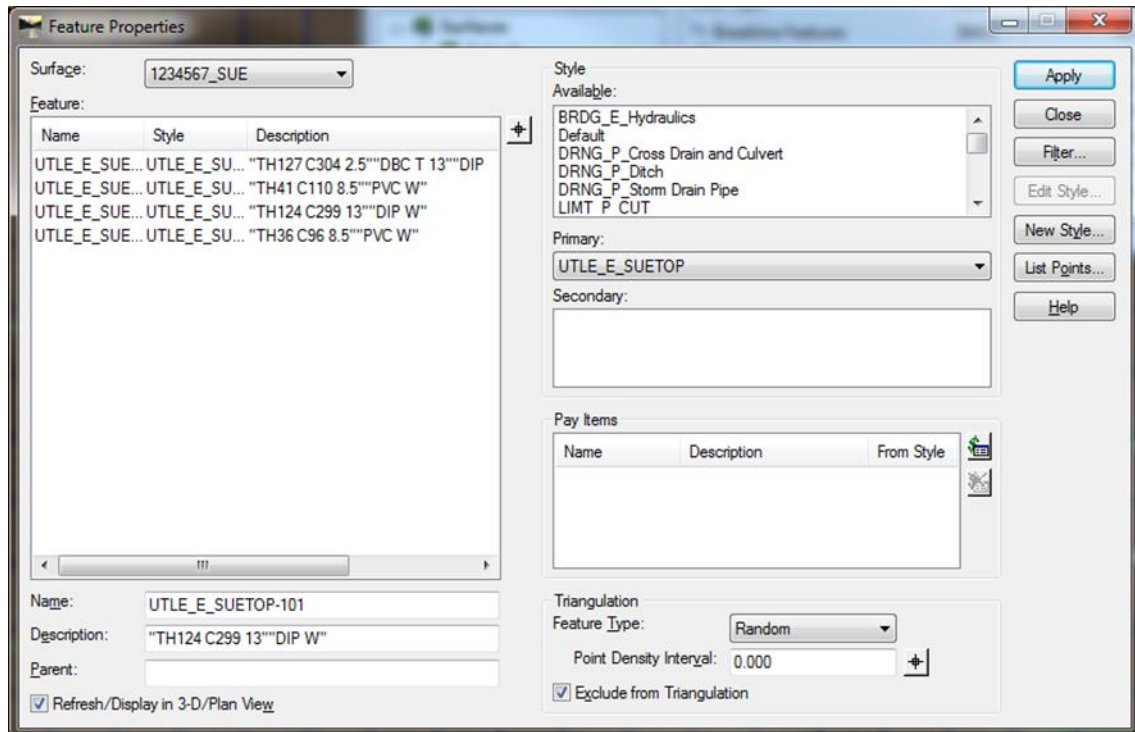 Feature Properties
Surface:
1234567_SUE
Feature:
Name Style Description
UTLE_E_SUE... UTLE_E_SU... "TH127 C304 2.5""DBC T 13""DIP
UTLE_E_SUE... UTLE_E_SU... "TH41 C110 8.5""PVC W"
UTLE_E_SUE... UTLE_E_SU... "TH124 C299 13""DIP W"
UTLE_E_SUE... UTLE_E_SU... "TH36 C96 8.5""PVC W"
Name: UTLE_E_SUETOP-101
Description: "TH124 C299 13""DIP W"
Parent:
Refresh/Display in 3-D/Plan View
Style
Available:
BRDG_E_Hydraulics
Default
DRNG_P_Cross Drain and Culvert
DRNG_P_Ditch
DRNG_P_Storm Drain Pipe
LIMT_P_CUT
Primary:
UTLE_E_SUETOP
Secondary:
Pay Items
Name Description From Style
Triangulation
Feature Type: Random
Point Density Interval: 0.000
Exclude from Triangulation
Apply
Close
Filter...
Edit Style...
New Style...
List Points...
Help